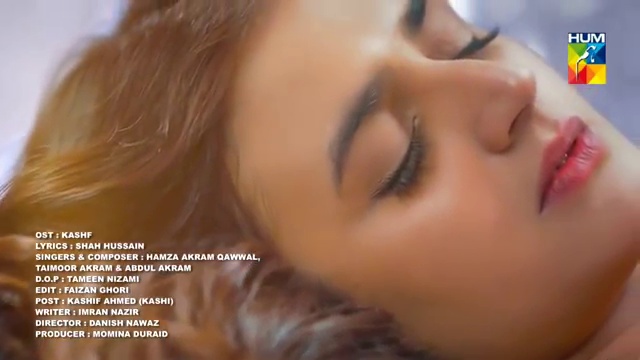 HUM
OST : KASHF
LYRICS : SHAH HUSSAIN
SINGERS & COMPOSER : HAMZA AKRAM QAWWAL,
TAIMOOR AKRAM & ABDUL AKRAM
D.O.P : TAMEEN NIZAMI
EDIT : FAIZAN GHORI
POST : KASHIF AHMED (KASHI)
WRITER : IMRAN NAZIR
DIRECTOR : DANISH NAWAZ
PRODUCER : MOMINA DURAID